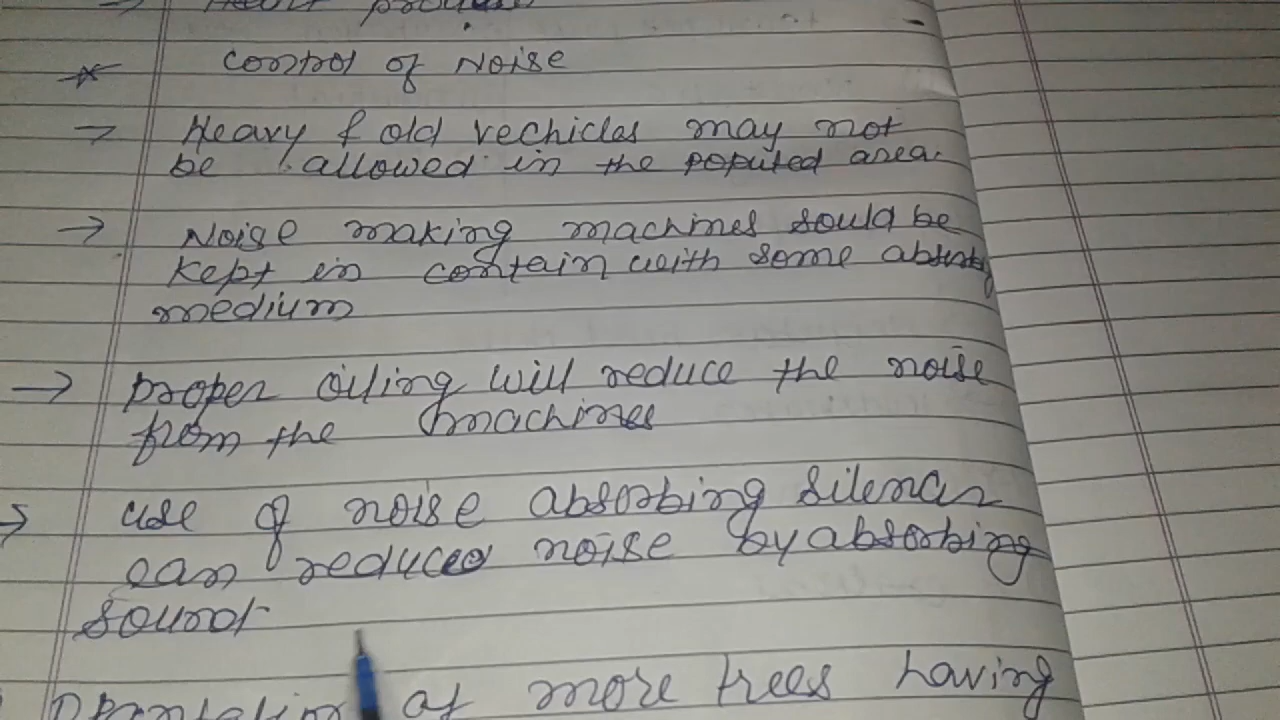 * Control of Noise
→ Heavy & old vechicles may not
be allowed in the poputed area.
→ Noise making machines sould be
kept in contain with some
medium
→ proper oiling will reduce the noise
from the machines
→ use of noise absorbing
can reduces noise by absorbing
sound
of more trees having